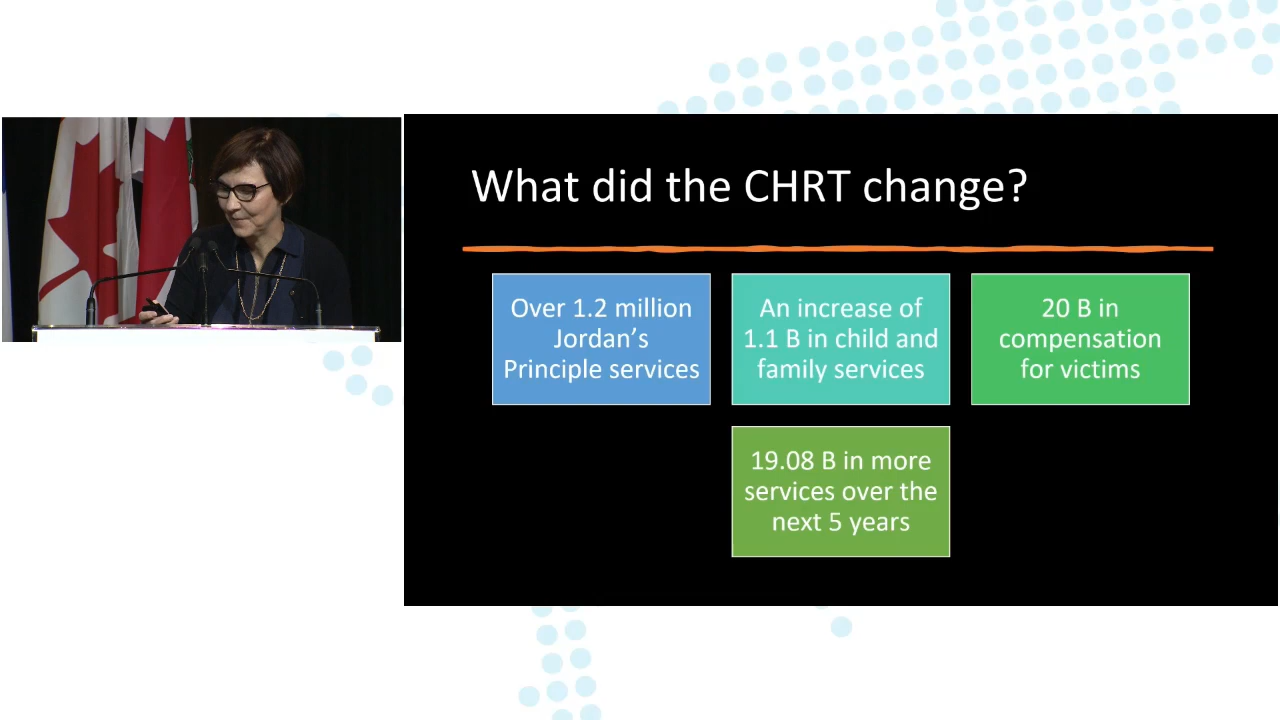 What did the CHRT change?
Over 1.2 million
Jordan’s
Principle services
An increase of
1.1 B in child and
family services
20 B in
compensation
for victims
19.08 B in more
services over the
next 5 years